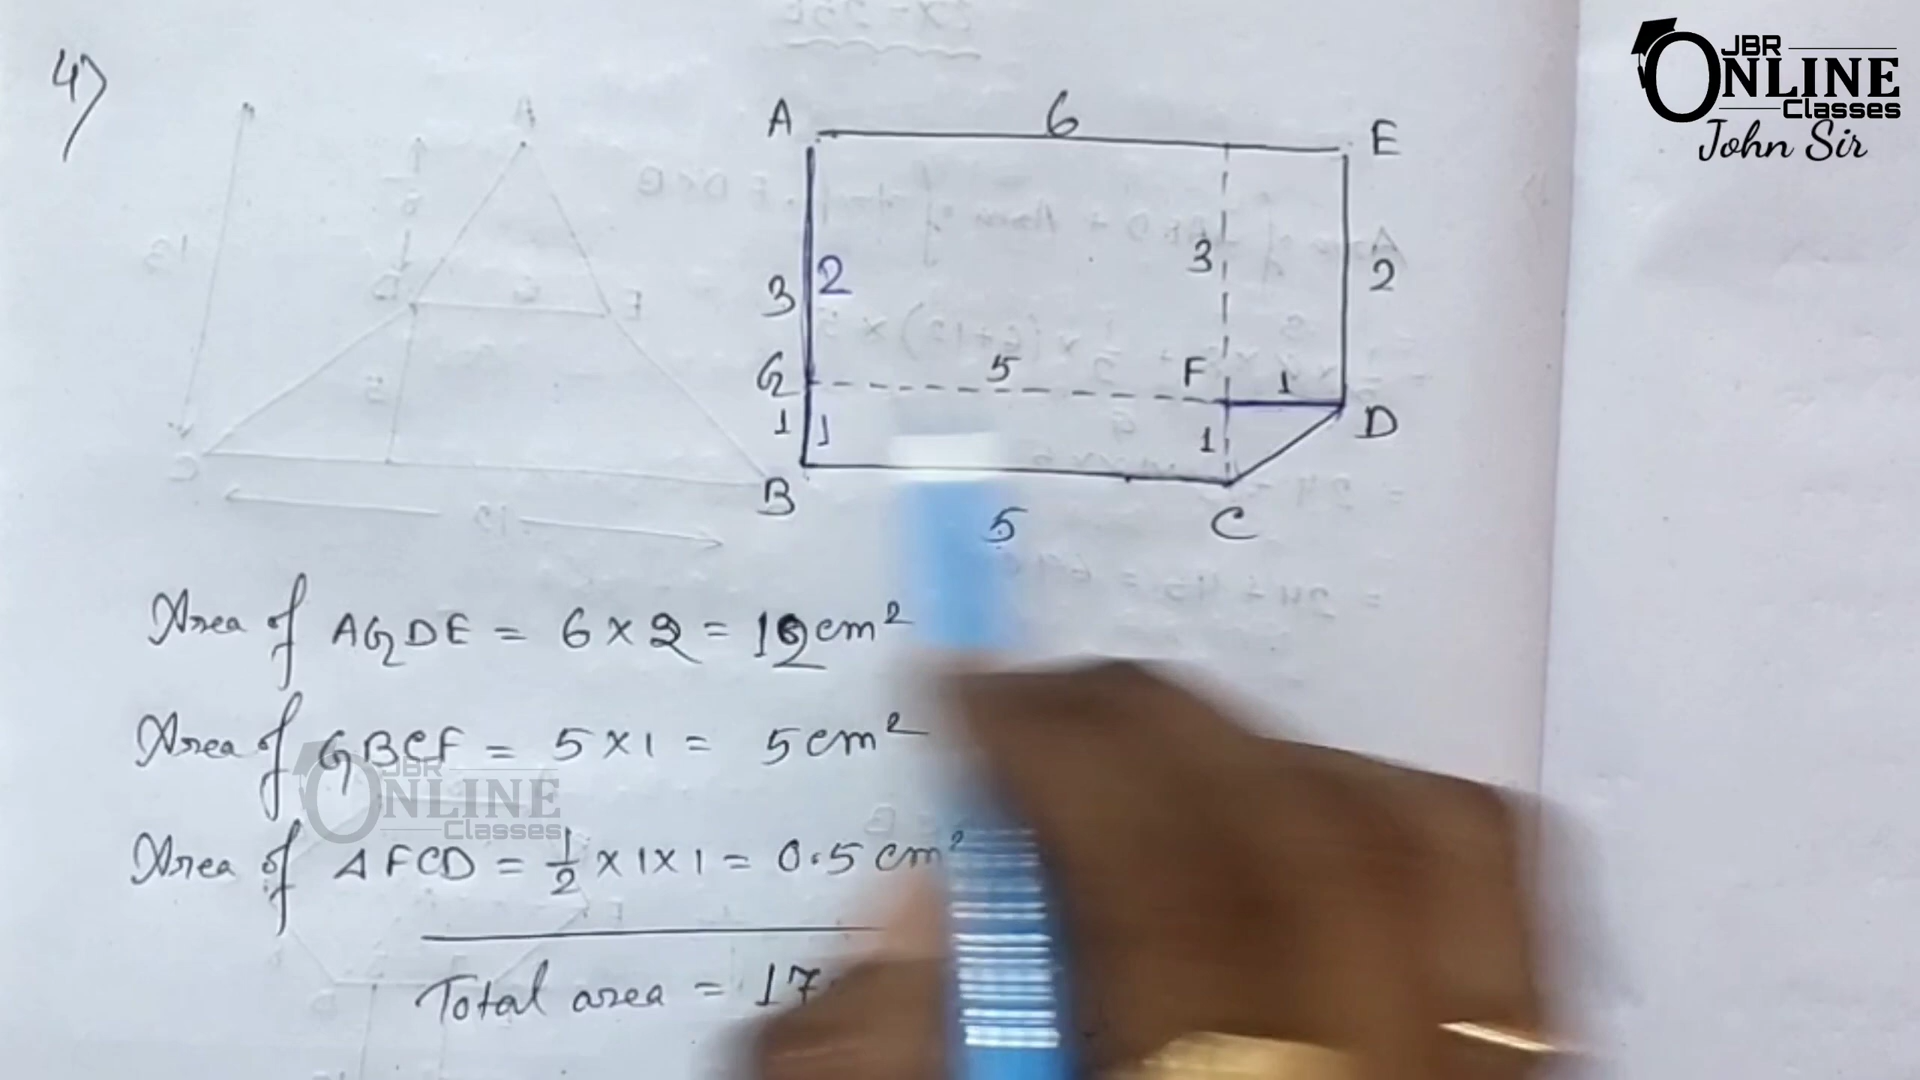 JBR
ONLINE
Classes
John Sir
4)
A 6 E
3 2 3 2
G 5 F 1 D
1 1 1
B 5 C
Area of AGDE = 6 × 2 = 12 cm²
Area of GBCF = 5 × 1 = 5 cm²
JBR
ONLINE
Classes
Area of △ FCD = 1/2 × 1 × 1 = 0.5 cm²
Total area = 17